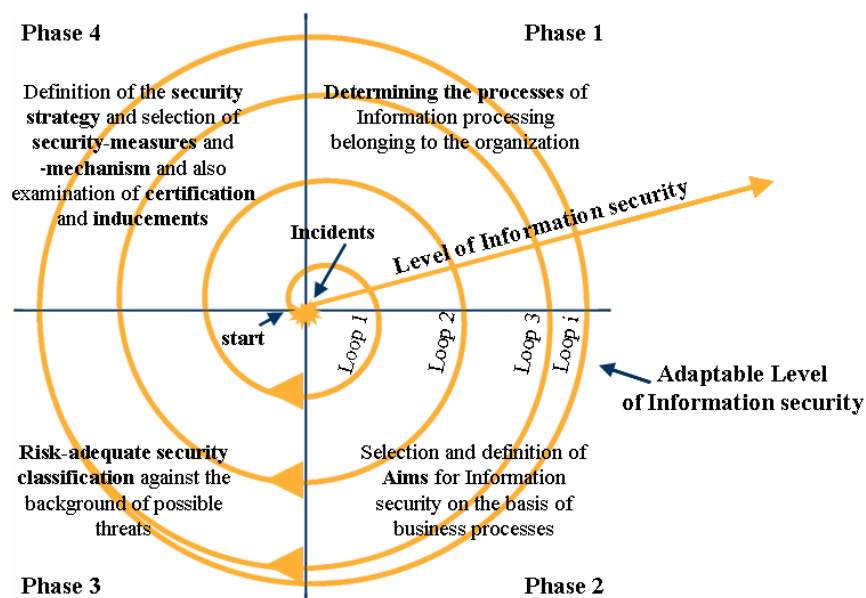 Phase 4
Phase 1
Definition of the security
strategy and selection of
security-measures and
-mechanism and also
examination of certification
and inducements
Determining the processes of
Information processing
belonging to the organization
Level of Information security
Incidents
start
Loop 1
Loop 2
Loop 3
Loop i
Adaptable Level
of Information security
Risk-adequate security
classification against the
background of possible
threats
Selection and definition of
Aims for Information
security on the basis of
business processes
Phase 3
Phase 2